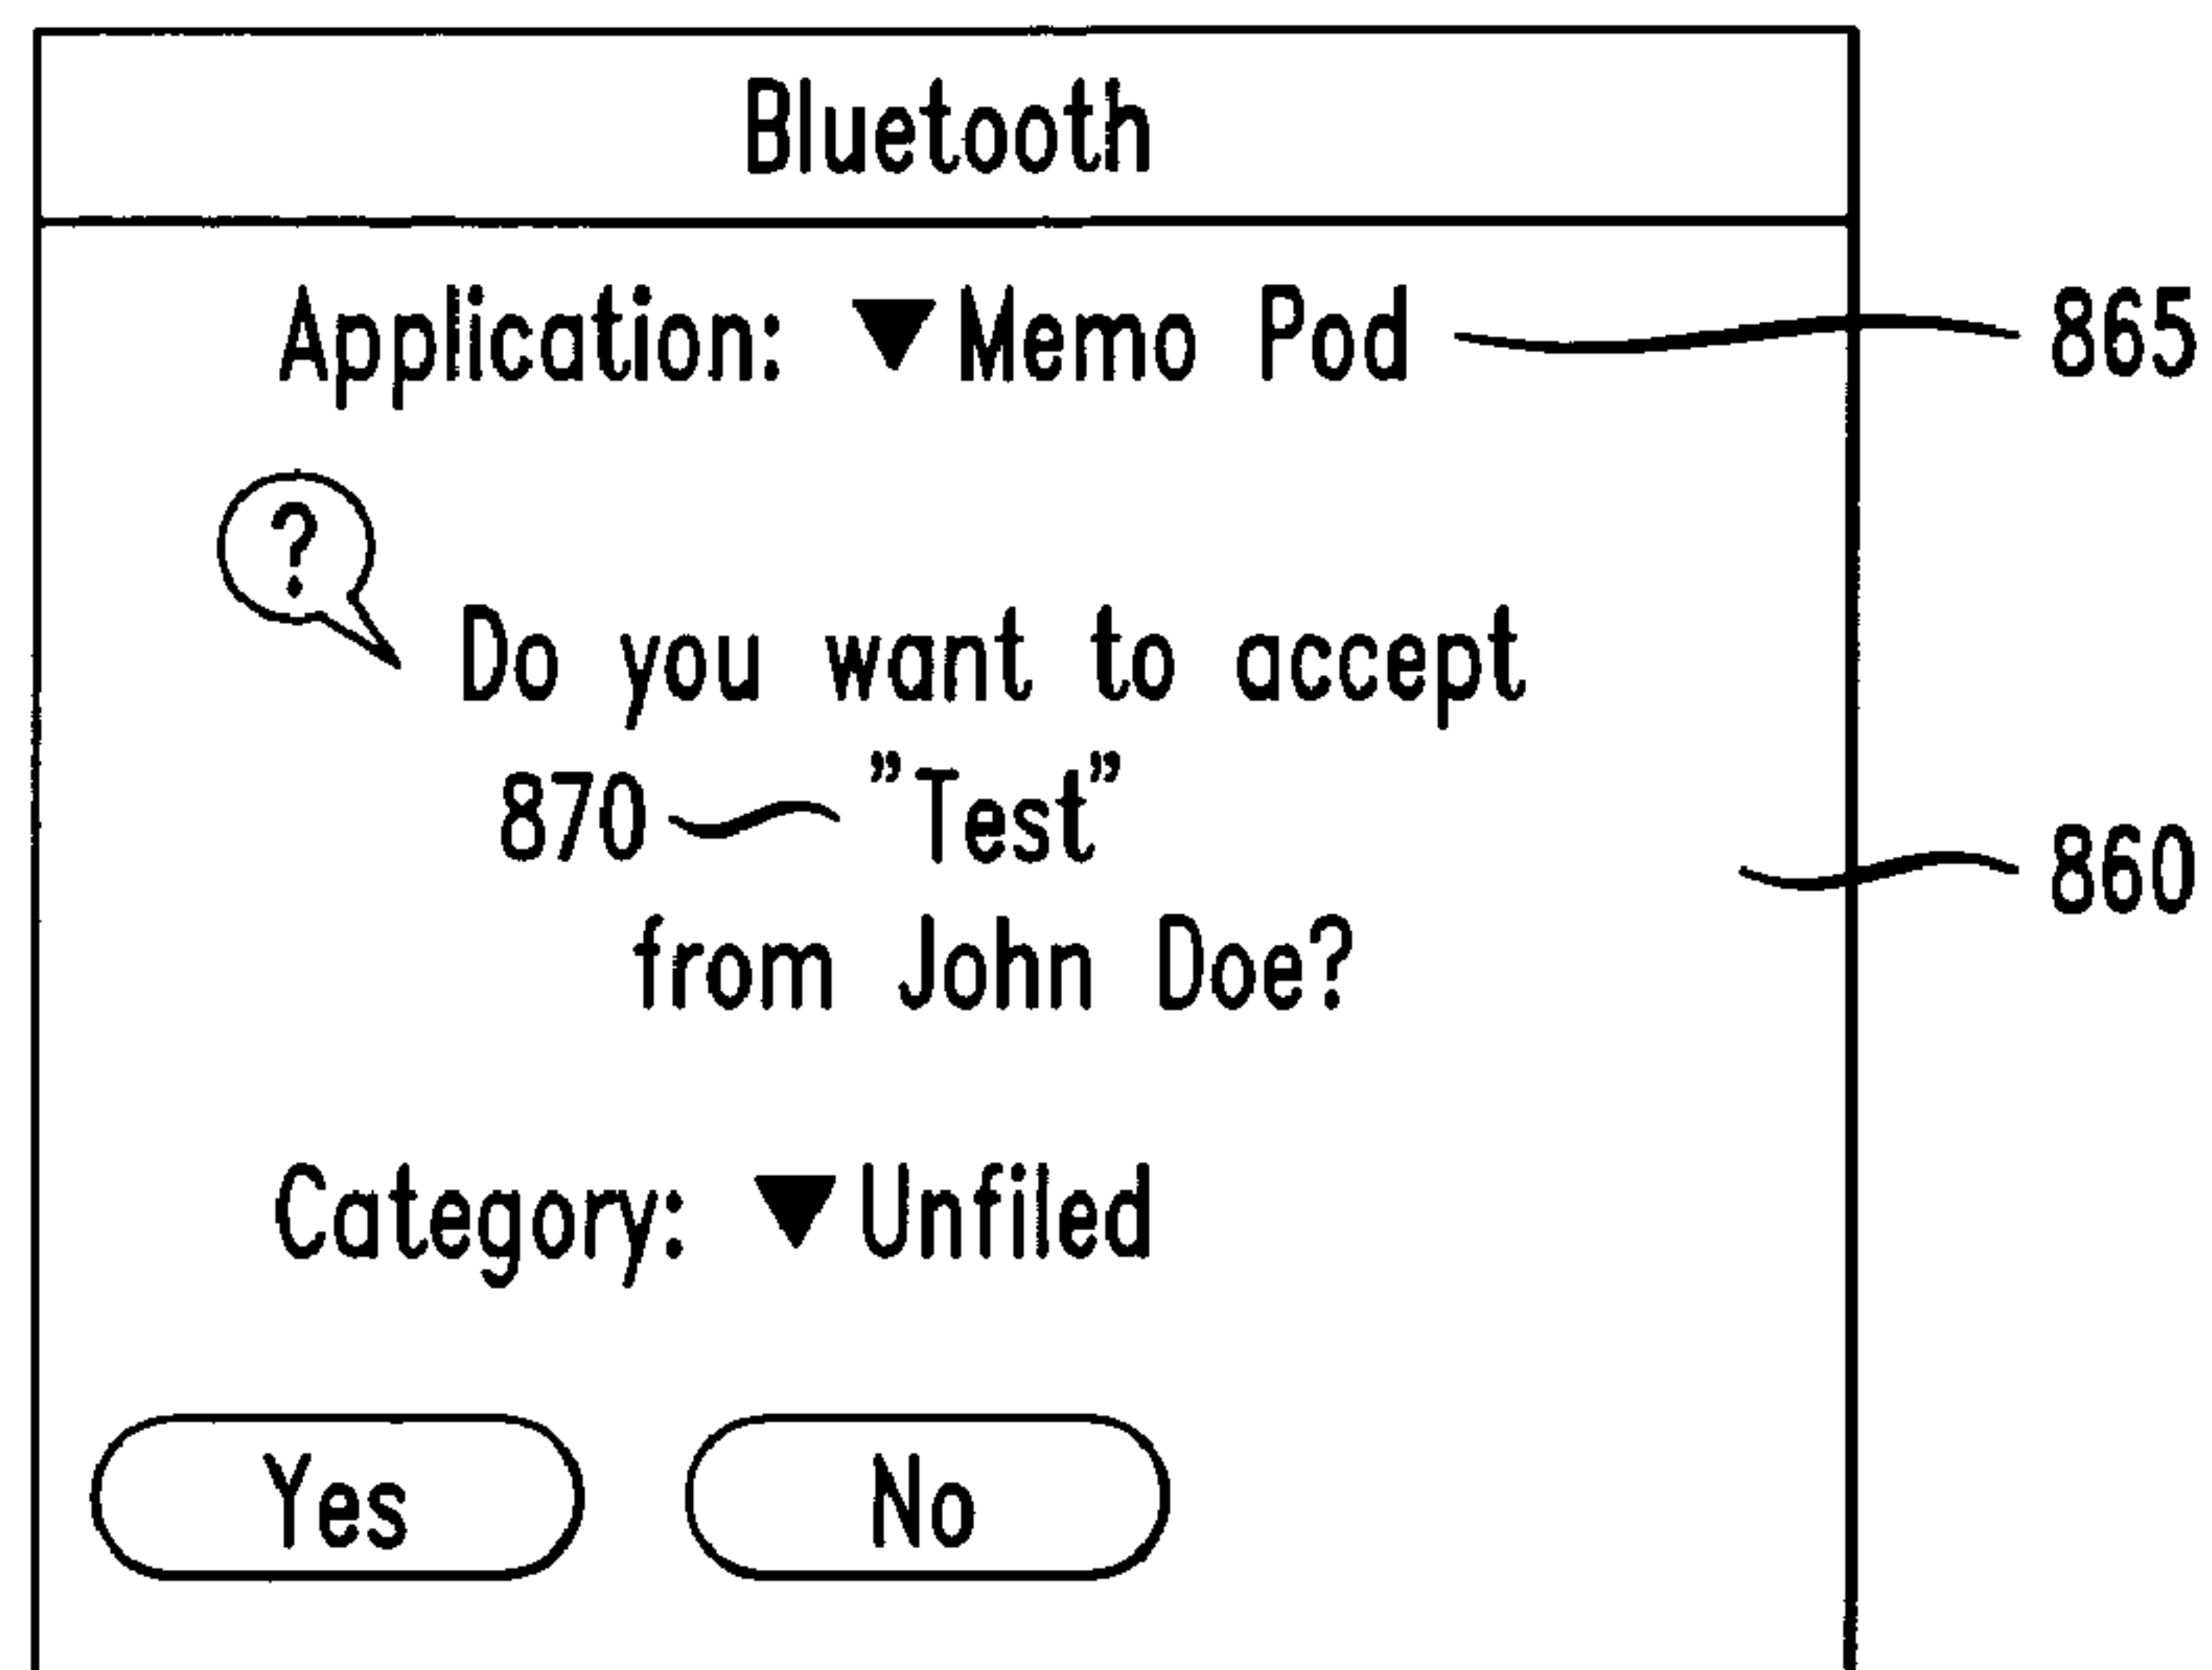 Bluetooth
Application: ▼ Memo Pod 865
?
Do you want to accept
870 "Test"
860
from John Doe?
Category: ▼ Unfiled
Yes No